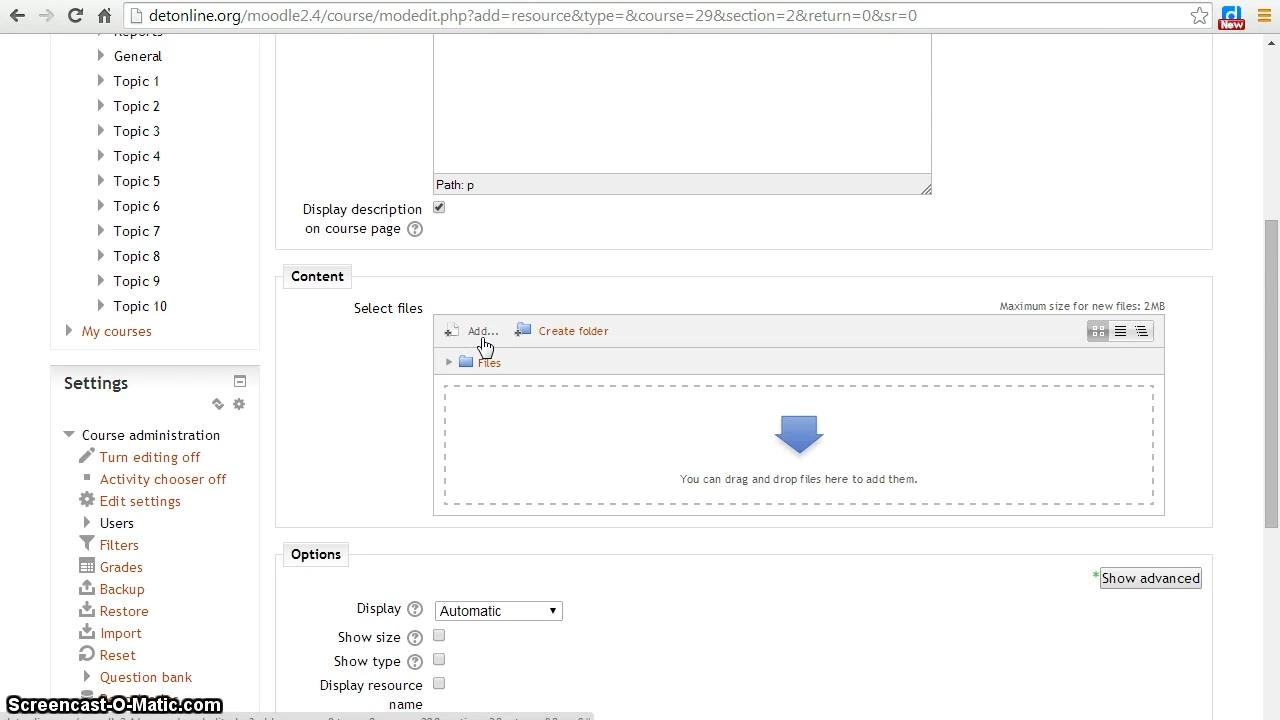 detonline.org/moodle2.4/course/modedit.php?add=resource&type=&course=29&section=2&return=0&sr=0
New
Reports
General
Topic 1
Topic 2
Topic 3
Topic 4
Topic 5
Topic 6
Topic 7
Topic 8
Topic 9
Topic 10
My courses
Settings
Course administration
Turn editing off
Activity chooser off
Edit settings
Users
Filters
Grades
Backup
Restore
Import
Reset
Question bank
Path: p
Display description
on course page
Content
Select files
Maximum size for new files: 2MB
Add...
Create folder
Files
You can drag and drop files here to add them.
Options
* Show advanced
Display
Automatic
Show size
Show type
Display resource
name
Screencast-O-Matic.com